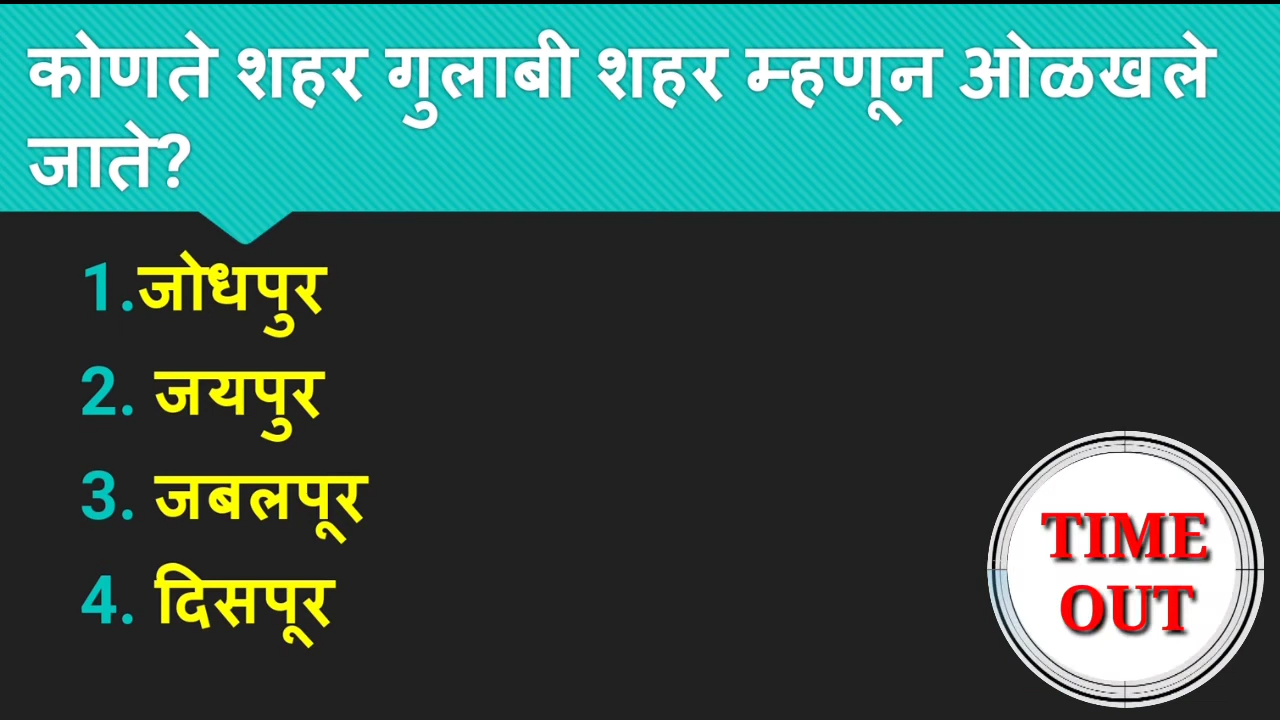 कोणते शहर गुलाबी शहर म्हणून ओळखले
जाते?
1.जोधपुर
2. जयपुर
3. जबलपूर
4. दिसपूर
TIME
OUT